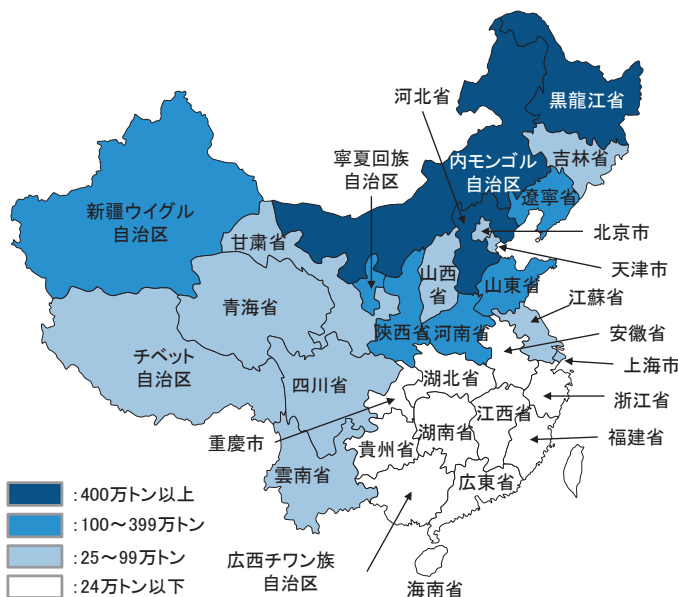 黒龍江省
河北省
寧夏回族
自治区
内モンゴル
自治区
吉林省
遼寧省
新疆ウイグル
自治区
甘粛省
北京市
天津市
山西
省
山東省
江蘇省
青海省
陝西省
河南省
安徽省
チベット
自治区
上海市
四川省
湖北省
浙江省
江西
省
重慶市
貴州省
湖南
省
福建省
雲南省
広東省
:400万トン以上
:100～399万トン
:25～99万トン
:24万トン以下
広西チワン族
自治区
海南省